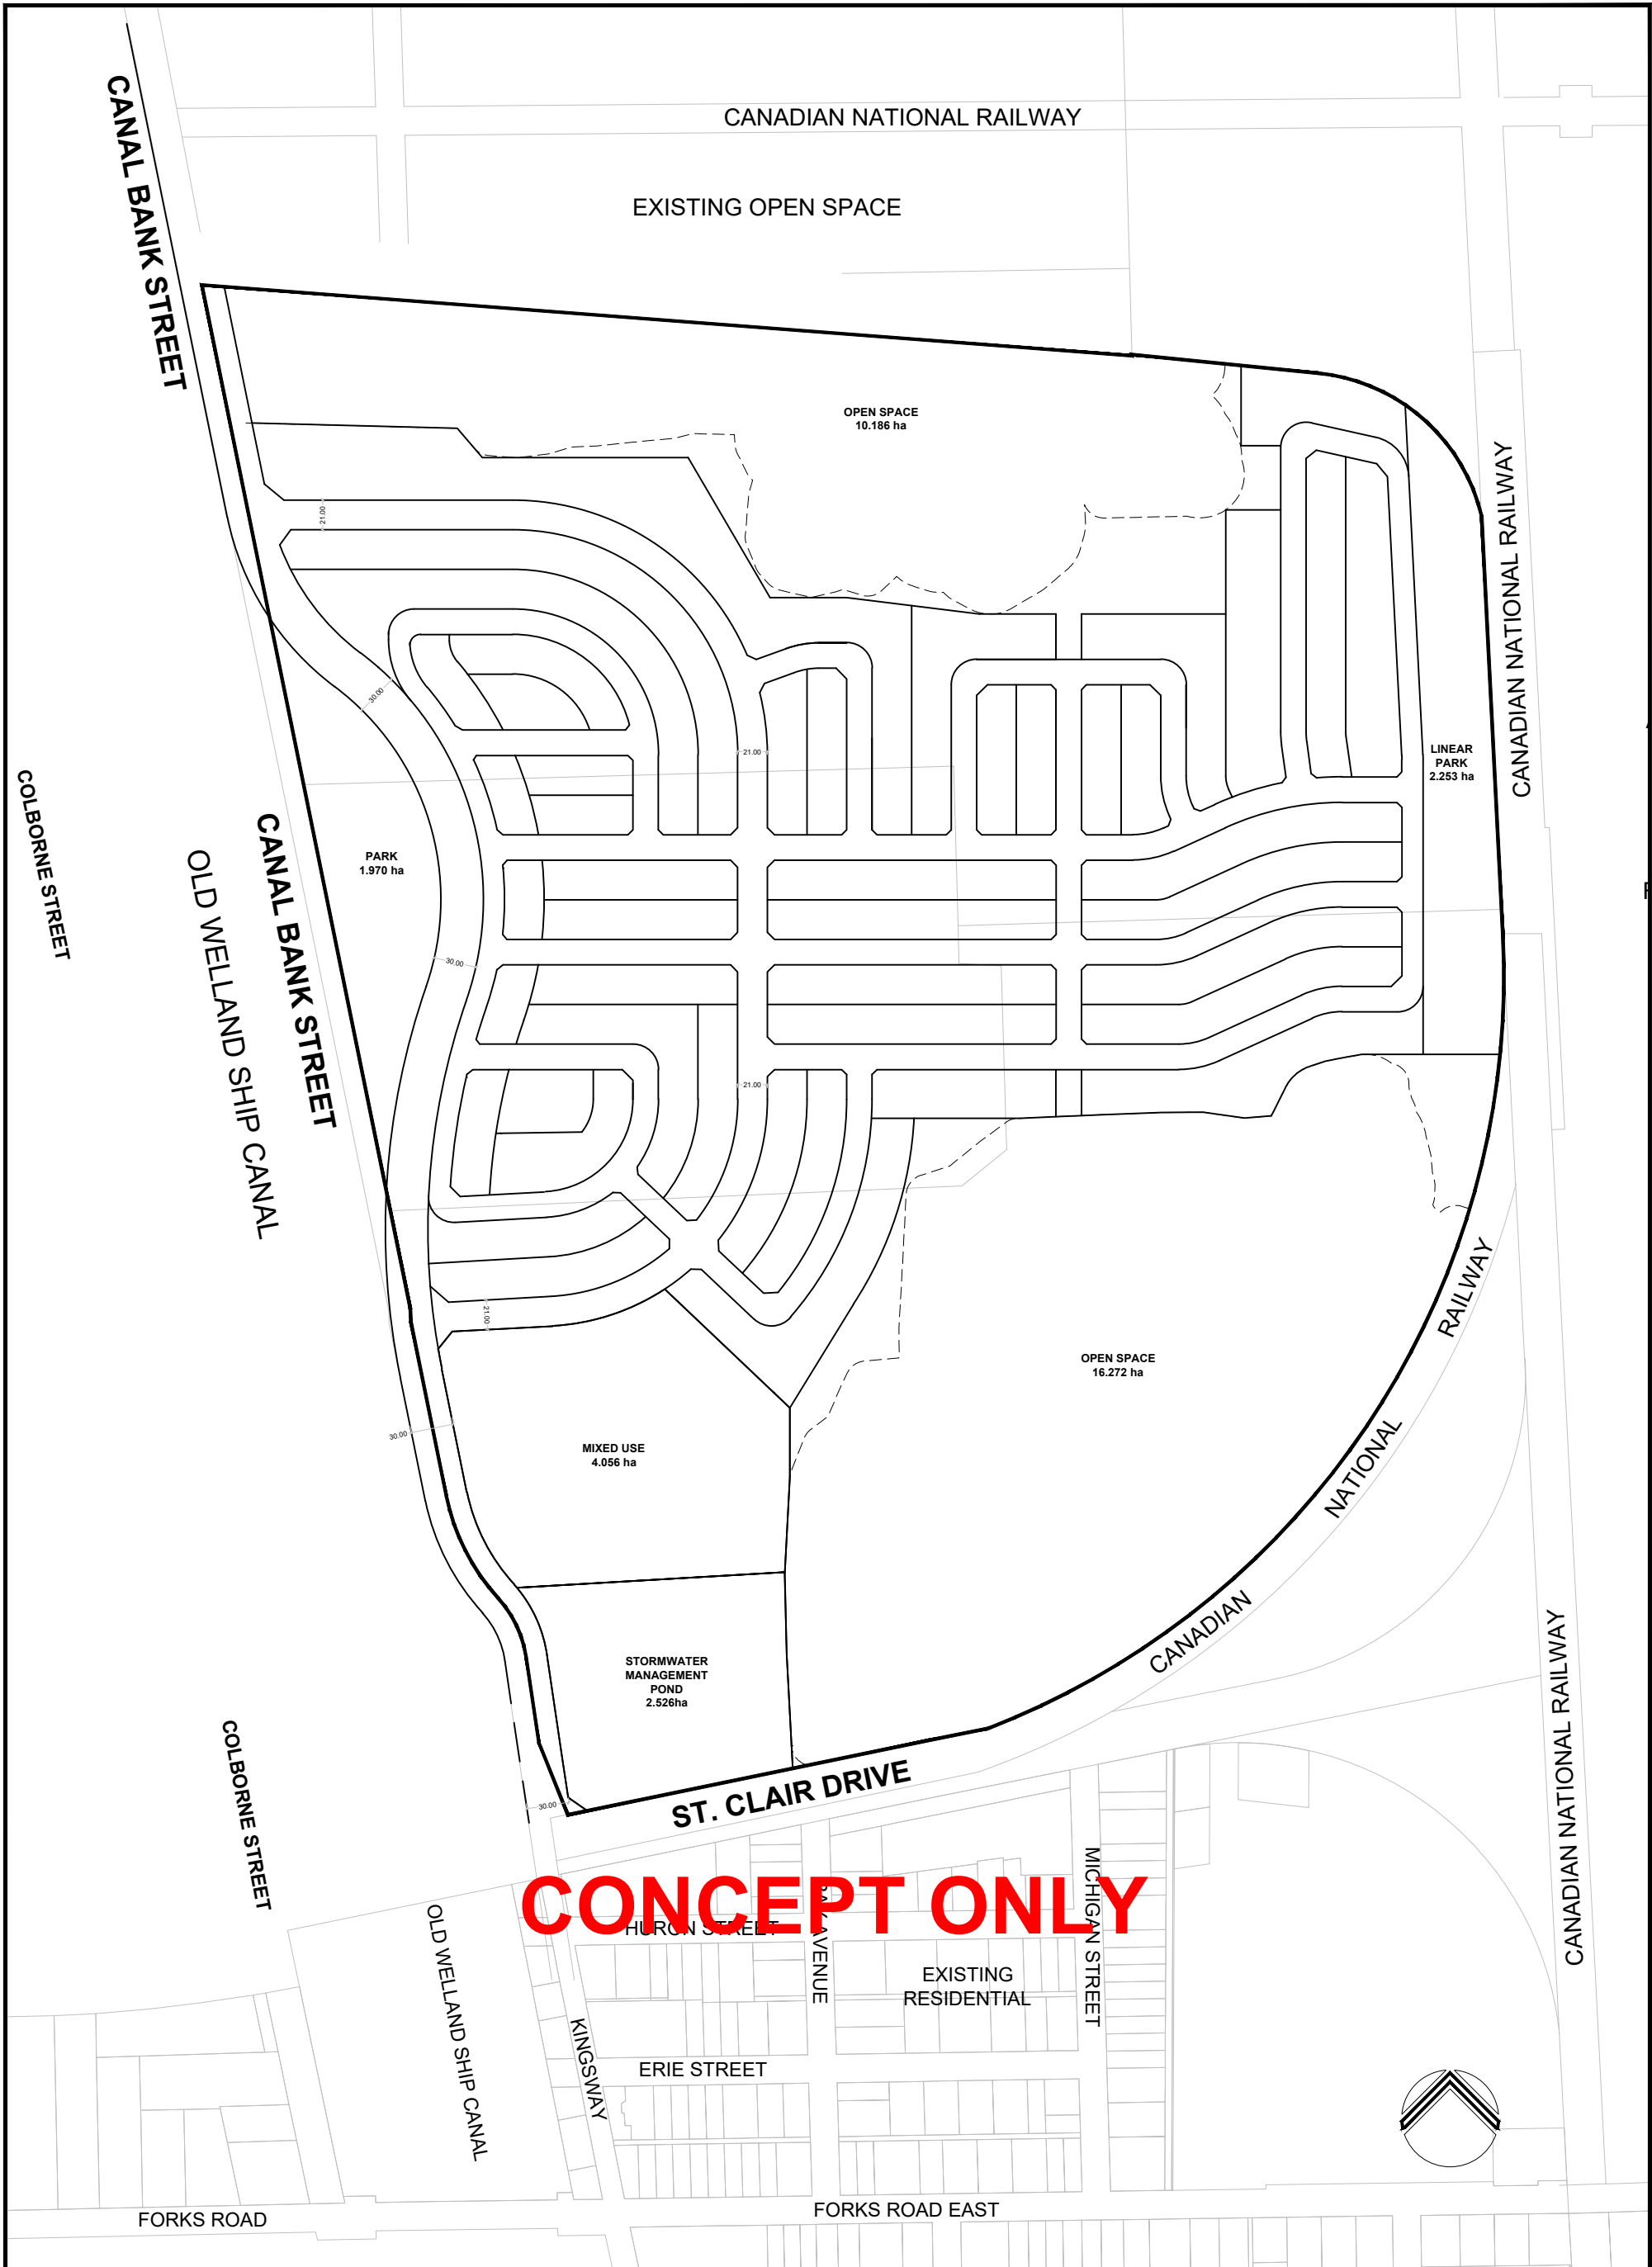 CANAL BANK STREET
CANADIAN NATIONAL RAILWAY
EXISTING OPEN SPACE
OPEN SPACE
10.186 ha
CANADIAN NATIONAL RAILWAY
21.00
30.00
21.00
LINEAR
PARK
2.253 ha
COLBORNE STREET
OLD WELLAND SHIP CANAL
CANAL BANK STREET
PARK
1.970 ha
30.00
21.00
21.00
RAILWAY
OPEN SPACE
16.272 ha
30.00
MIXED USE
4.056 ha
NATIONAL
CANADIAN
STORMWATER
MANAGEMENT
POND
2.526ha
CANADIAN NATIONAL RAILWAY
COLBORNE STREET
30.00
ST. CLAIR DRIVE
CONCEPT ONLY
HURON STREET
AVENUE
MICHIGAN STREET
OLD WELLAND SHIP CANAL
EXISTING
RESIDENTIAL
KINGSWAY
ERIE STREET
FORKS ROAD
FORKS ROAD EAST